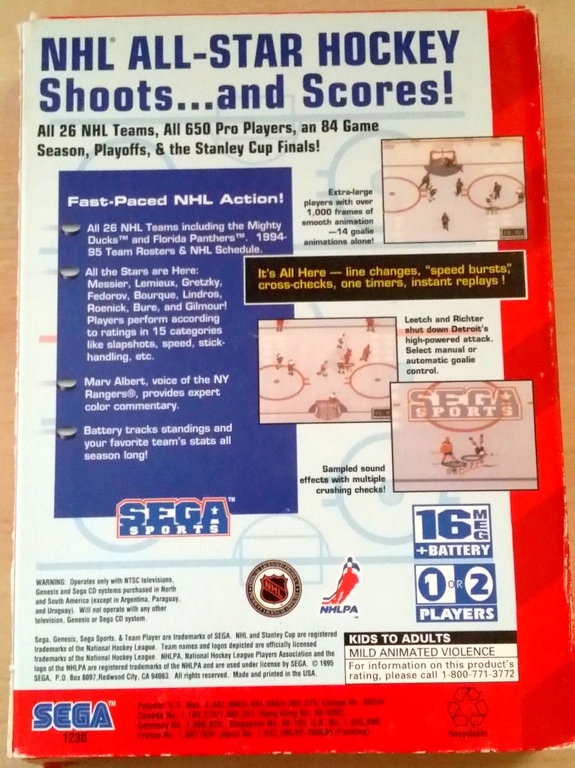 NHL® ALL-STAR HOCKEY
Shoots...and Scores!
All 26 NHL Teams, All 650 Pro Players, an 84 Game
Season, Playoffs, & the Stanley Cup Finals!
Fast-Paced NHL Action!
All 26 NHL Teams including the Mighty
Ducks™ and Florida Panthers™. 1994-
95 Team Rosters & NHL Schedule.
All the Stars are Here:
Messier, Lemieux, Gretzky,
Fedorov, Bourque, Lindros,
Roenick, Bure, and Gilmour!
Players perform according
to ratings in 15 categories
like slapshots, speed, stick-
handling, etc.
Marv Albert, voice of the NY
Rangers®, provides expert
color commentary.
Battery tracks standings and
your favorite team's stats all
season long!
Extra-large
players with over
1,000 frames of
smooth animation
—14 goalie
animations alone!
It's All Here — line changes, "speed bursts,"
cross-checks, one timers, instant replays !
Leetch and Richter
shut down Detroit's
high-powered attack.
Select manual or
automatic goalie
control.
SEGA
SPORTS
Sampled sound
effects with multiple
crushing checks!
SEGA™
SPORTS
16 MEG
+BATTERY
1 OR 2
PLAYERS
NHL
NHLPA
WARNING: Operates only with NTSC televisions,
Genesis and Sega CD systems purchased in North
and South America (except in Argentina, Paraguay,
and Uruguay). Will not operate with any other
television, Genesis or Sega CD system.
Sega, Genesis, Sega Sports, & Team Player are trademarks of SEGA. NHL and Stanley Cup are registered
trademarks of the National Hockey League. Team names and logos depicted are officially licensed
trademarks of the National Hockey League. NHLPA, National Hockey League Players Association and the
logo of the NHLPA are registered trademarks of the NHLPA and are used under license by SEGA. © 1995
SEGA, P.O. Box 8097, Redwood City, CA 94063. All rights reserved. Made and printed in the USA.
KIDS TO ADULTS
MILD ANIMATED VIOLENCE
For information on this product's
rating, please call 1-800-771-3772
SEGA™
1238
Patents: U.S. Nos.
Canada No.
Germany No.
France No.
Recyclable